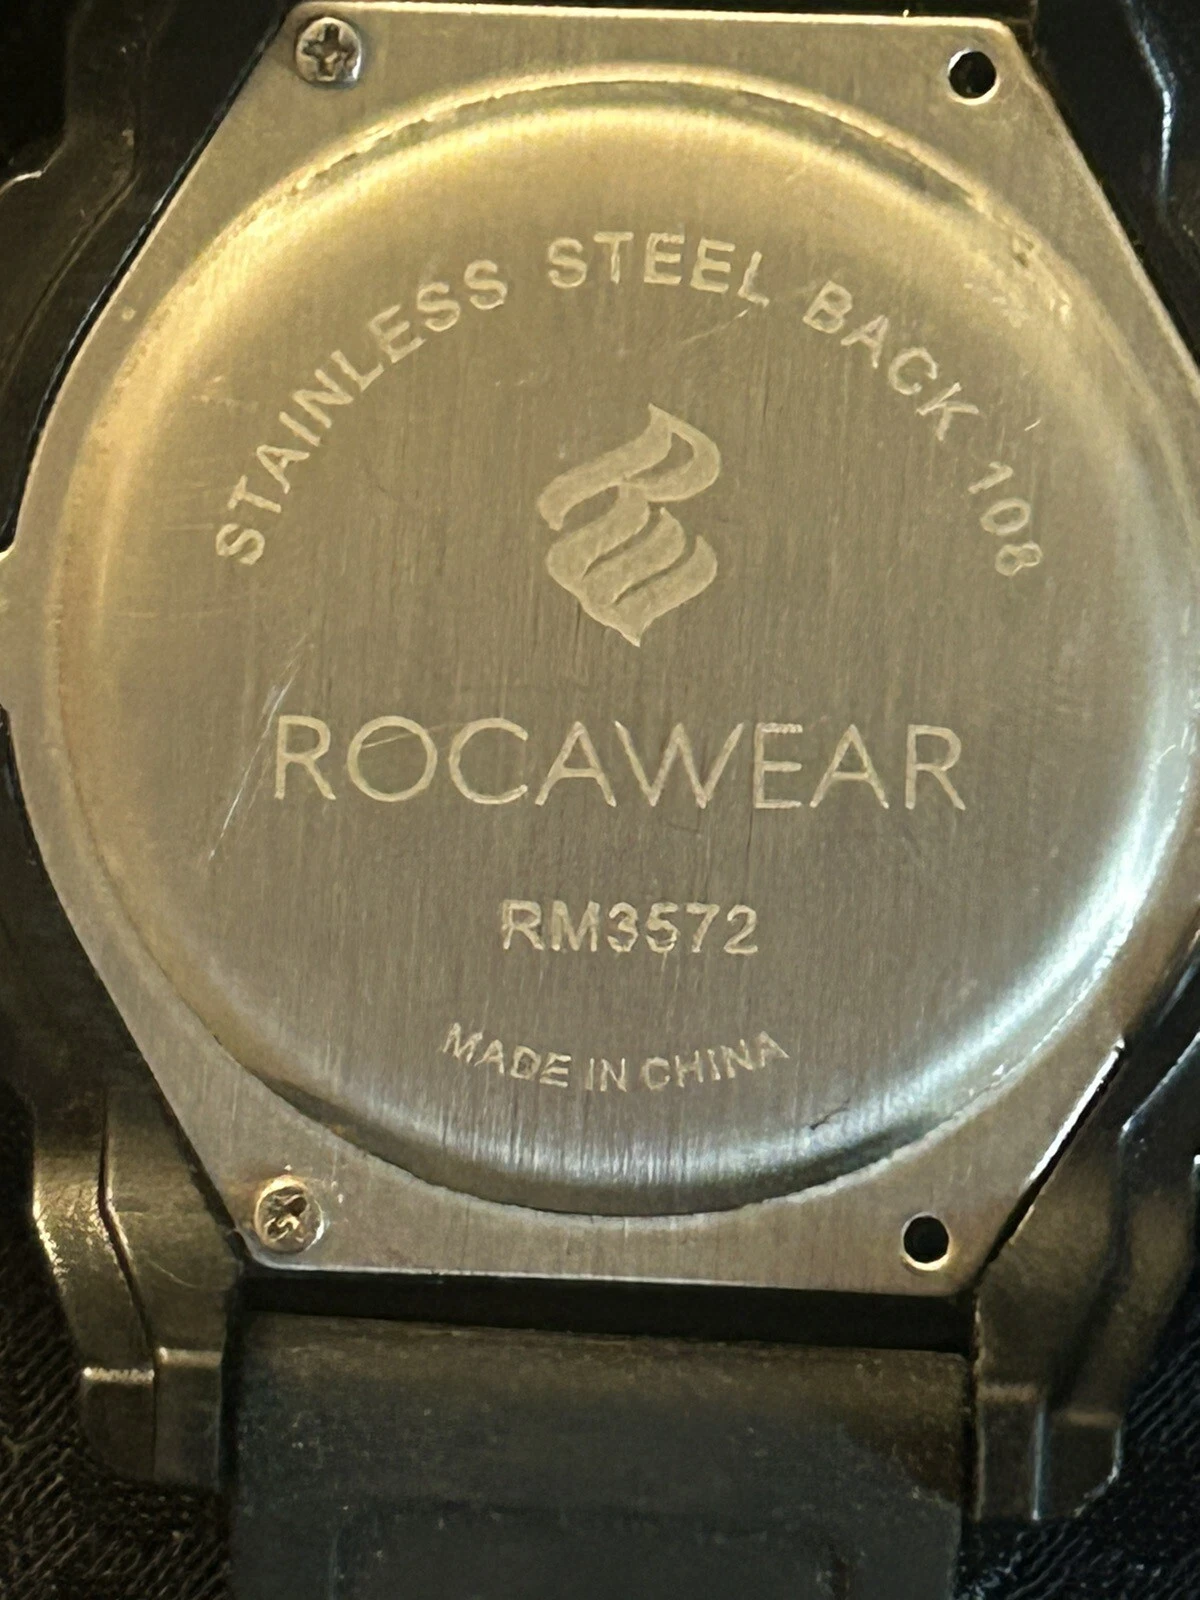 STAINLESS STEEL BACK 108
ROCAWEAR
RM3572
MADE IN CHINA